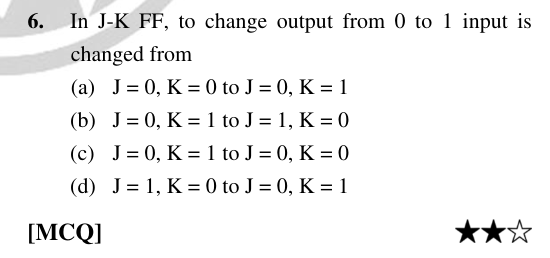 6. In J-K FF, to change output from 0 to 1 input is
changed from
(a) J = 0, K = 0 to J = 0, K = 1
(b) J = 0, K = 1 to J = 1, K = 0
(c) J = 0, K = 1 to J = 0, K = 0
(d) J = 1, K = 0 to J = 0, K = 1
[MCQ] ★★☆